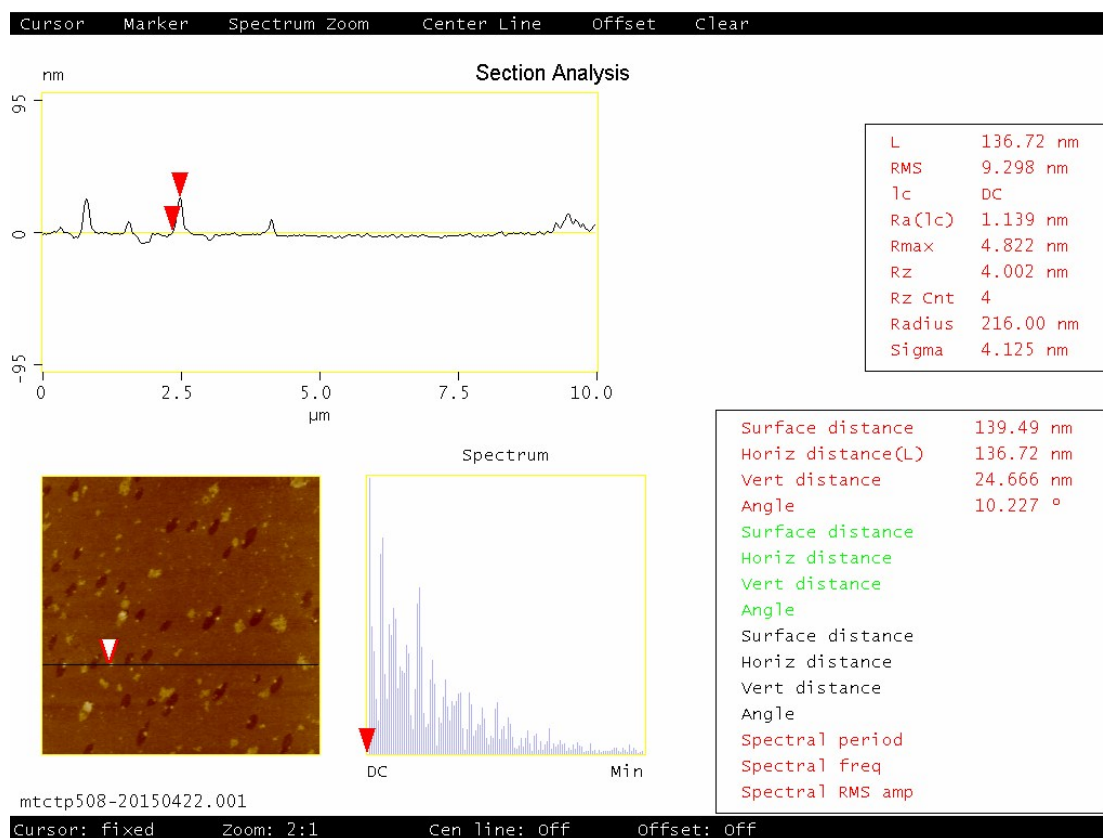 Cursor Marker Spectrum Zoom Center Line Offset Clear
Section Analysis
nm
95
0
-95
0 2.5 5.0 7.5 10.0
µm
L 136.72 nm
RMS 9.298 nm
lc DC
Ra(lc) 1.139 nm
Rmax 4.822 nm
Rz 4.002 nm
Rz Cnt 4
Radius 216.00 nm
Sigma 4.125 nm
Spectrum
DC Min
Surface distance 139.49 nm
Horiz distance(L) 136.72 nm
Vert distance 24.666 nm
Angle 10.227 º
Surface distance
Horiz distance
Vert distance
Angle
Surface distance
Horiz distance
Vert distance
Angle
Spectral period
Spectral freq
Spectral RMS amp
mtctp508-20150422.001
Cursor: fixed Zoom: 2:1 Cen line: Off Offset: Off